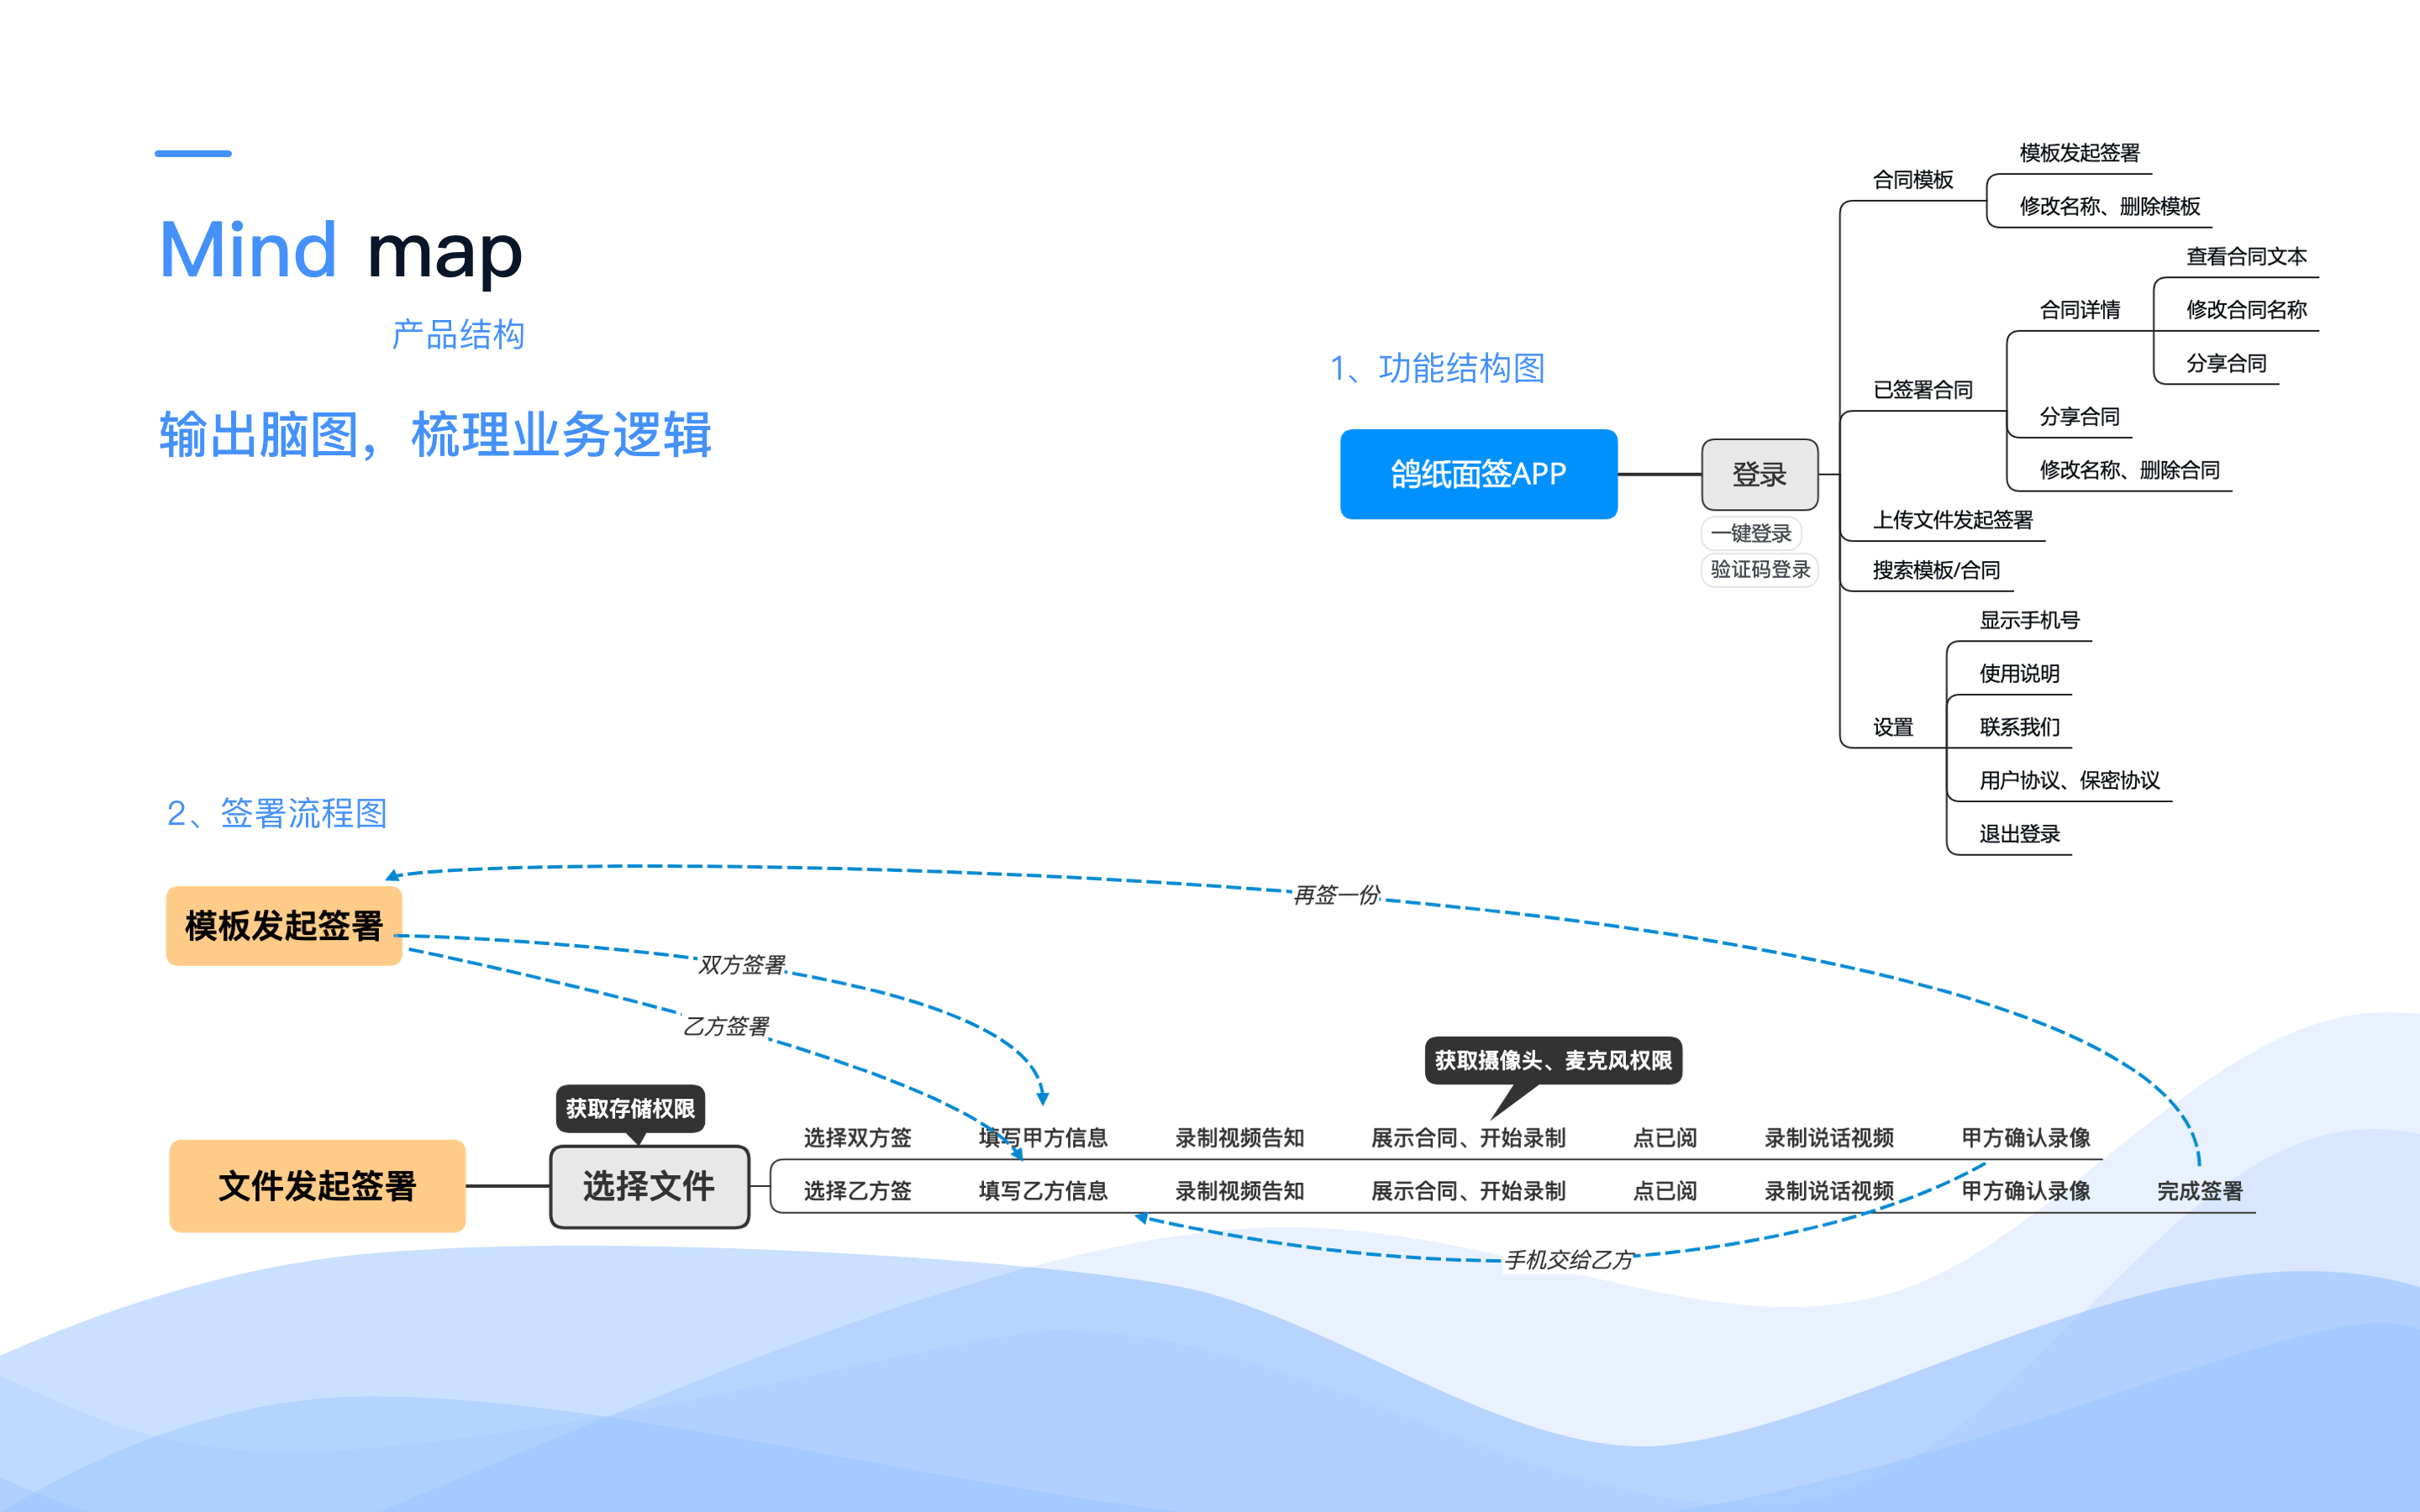 Mind map
产品结构
输出脑图，梳理业务逻辑
1、功能结构图
鸽纸面签APP
登录
一键登录
验证码登录
合同模板
模板发起签署
修改名称、删除模板
已签署合同
合同详情
查看合同文本
修改合同名称
分享合同
分享合同
修改名称、删除合同
上传文件发起签署
搜索模板/合同
设置
显示手机号
使用说明
联系我们
用户协议、保密协议
退出登录
2、签署流程图
再签一份
模板发起签署
双方签署
乙方签署
获取摄像头、麦克风权限
获取存储权限
文件发起签署
选择文件
选择双方签 填写甲方信息 录制视频告知 展示合同、开始录制 点已阅 录制说话视频 甲方确认录像
选择乙方签 填写乙方信息 录制视频告知 展示合同、开始录制 点已阅 录制说话视频 甲方确认录像 完成签署
手机交给乙方